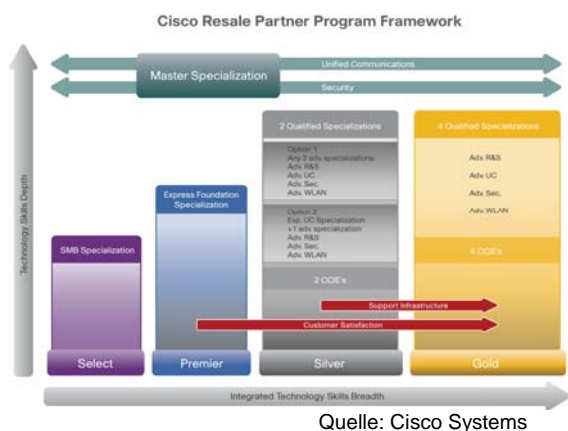 Cisco Resale Partner Program Framework
Unified Communications
Master Specialization
Security
Technology Skills Depth
2 Qualified Specializations
Option 1
Any 2 adv specializations:
Adv. R&S
Adv. UC
Adv. Sec.
Adv. WLAN
Option 2
Exp. UC Specialization
+1 adv specialization:
Adv. R&S
Adv. Sec.
Adv. WLAN
2 CCIE's
4 Qualified Specializations
Adv. R&S
Adv. UC
Adv. Sec.
Adv. WLAN
4 CCIE's
Express Foundation
Specialization
SMB Specialization
Support Infrastructure
Customer Satisfaction
Select
Premier
Silver
Gold
Integrated Technology Skills Breadth
Quelle: Cisco Systems